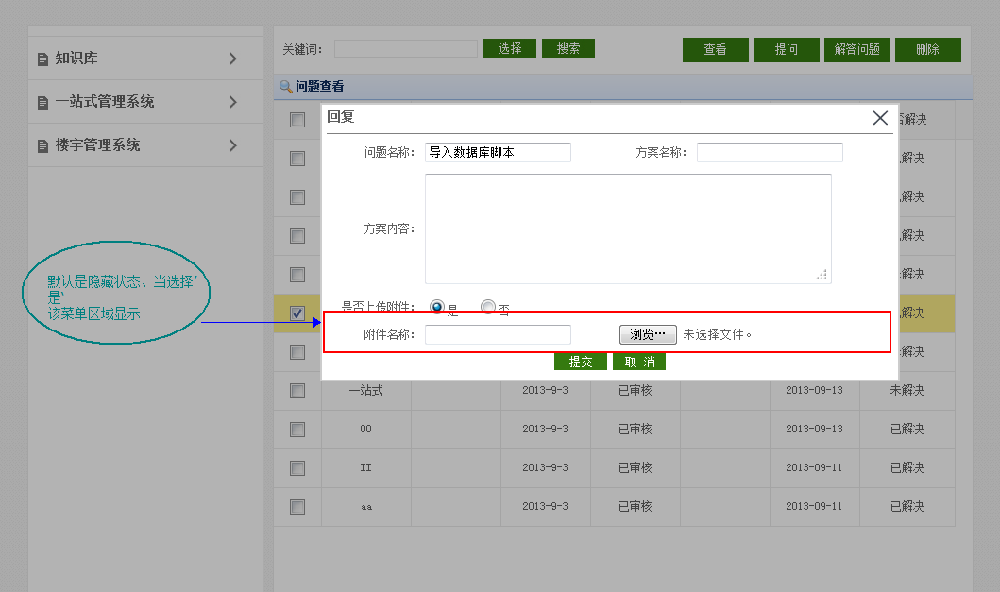 关键词: 选择 搜索 查看 提问 解答问题 删除
知识库
一站式管理系统
楼宇管理系统
问题查看
回复
问题名称: 导入数据库脚本 方案名称:
方案内容:
是否上传附件: 是 否
附件名称: 浏览… 未选择文件。
提交 取 消
默认是隐藏状态、当选择'
是'
该菜单区域显示
否解决
解决
解决
解决
解决
解决
解决
一站式 2013-9-3 已审核 2013-09-13 未解决
OO 2013-9-3 已审核 2013-09-13 已解决
II 2013-9-3 已审核 2013-09-11 已解决
aa 2013-9-3 已审核 2013-09-11 已解决